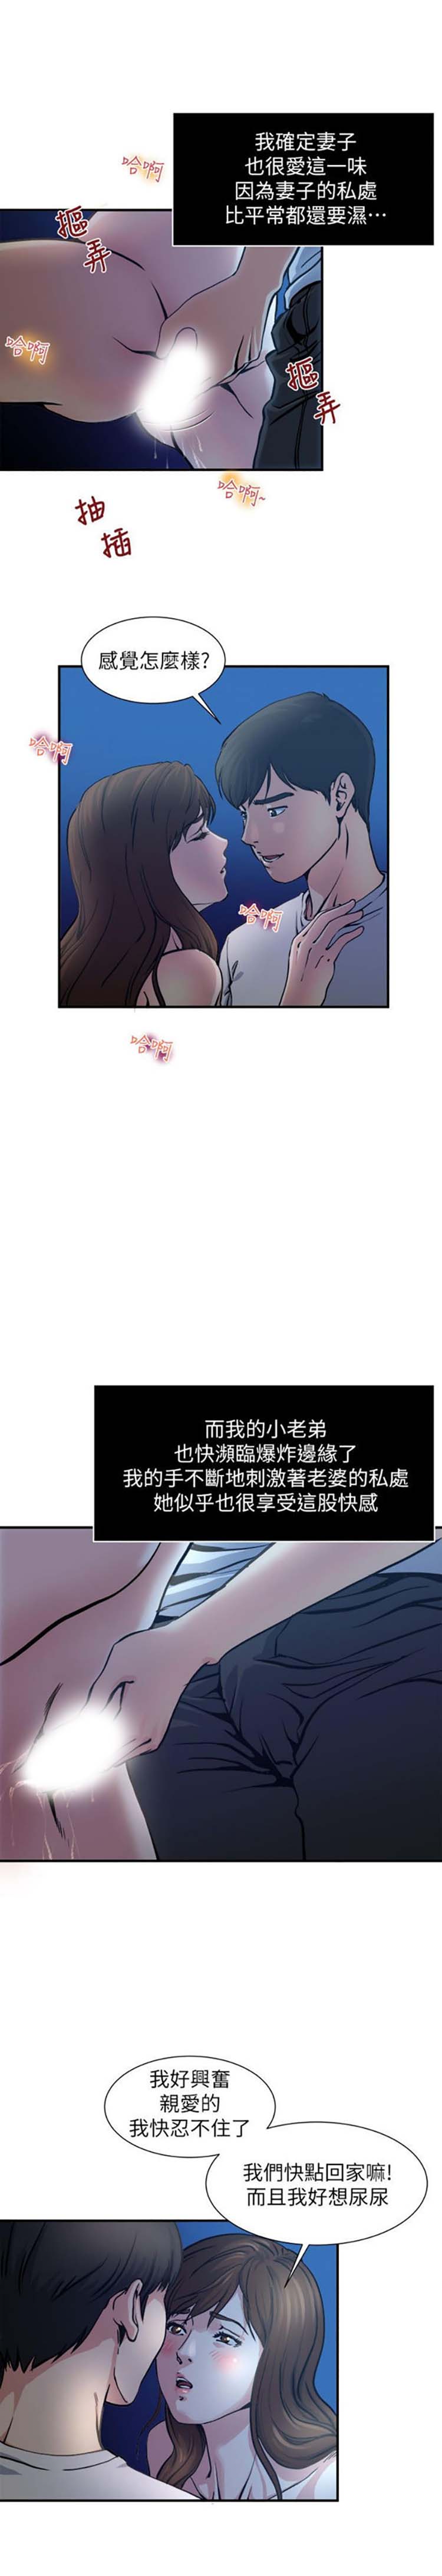 我確定妻子
也很愛這一味
因為妻子的私處
比平常都還要濕…
哈啊
摳弄
哈啊
摳弄
哈啊~
抽插
感覺怎麼樣?
哈啊
哈啊
哈啊
而我的小老弟
也快瀕臨爆炸邊緣了
我的手不斷地刺激著老婆的私處
她似乎也很享受這股快感
我好興奮
親愛的
我快忍不住了
我們快點回家嘛!
而且我好想尿尿